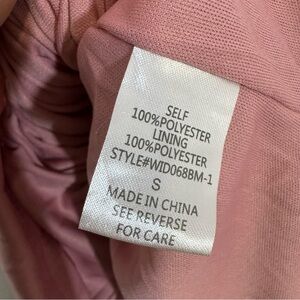 SELF
100%POLYESTER
LINING
100%POLYESTER
STYLE#WID068BM-1
S
MADE IN CHINA
SEE REVERSE
FOR CARE